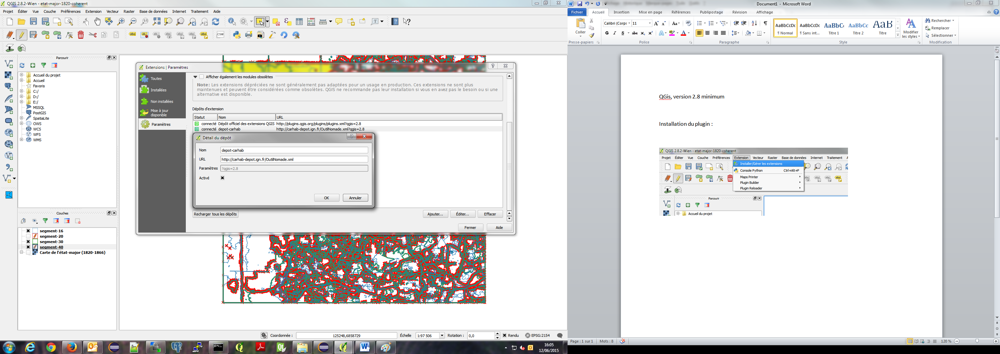 QGIS 2.8.2-Wien - etat-major-1820-coherent
Projet Éditer Vue Couche Préférences Extension Vecteur Raster Base de données Internet Traitement Aide
CSW
Parcourir
Accueil du projet
Accueil
Favoris
C:/
D:/
E:/
MSSQL
PostGIS
SpatiaLite
OWS
WCS
WFS
WMS
Couches
segment-16
segment-20
segment-30
segment-40
Carte de l'état-major (1820-1866)
Extensions | Paramètres
Toutes
Installées
Non installées
Mise à jour
disponible
Paramètres
Afficher également les modules obsolètes
Note: Les extensions dépréciées ne sont généralement pas adaptées pour un usage en production. Ces extensions ne sont plus
maintenues et peuvent être considérées comme obsolètes. QGIS ne recommande pas leur installation si vous en avez pas le besoin ou si une
alternative est disponible.
Dépôts d'extension
Statut Nom URL
connecté Dépôt officiel des extensions QGIS http://plugins.qgis.org/plugins/plugins.xml?qgis=2.8
connecté depot-carhab http://carhab-depot.ign.fr/OutilNomade.xml?qgis=2.8
Détail du dépôt
Nom depot-carhab
URL http://carhab-depot.ign.fr/OutilNomade.xml
Paramètres ?qgis=2.8
Activé
OK Annuler
Recharger tous les dépôts Ajouter... Éditer... Effacer
Fermer Aide
Coordonnée : 125248,6858729 Échelle 1:97 506 Rotation : 0,0 Rendu EPSG:2154
16:05
12/06/2015
Document1 - Microsoft Word
Fichier Accueil Insertion Mise en page Références Publipostage Révision Affichage
Coller
Presse-papiers
Calibri (Corps 11
G I S abc x₂ x² A
Police
Paragraphe
AaBbCcDc AaBbCcDc AaBbCc AaBbCc AaB
¶ Normal ¶ Sans int... Titre 1 Titre 2 Titre
Modifier
les styles
Style
Rechercher
Remplacer
Sélectionner
Modification
QGis, version 2.8 minimum
Installation du plugin :
QGIS 2.8.2-Wien - etat-major-1820-coherent
Projet Éditer Vue Couche Préférences Extension Vecteur Raster Base de données Internet Traitement A
Installer/Gérer les extensions
Console Python Ctrl+Alt+P
Maps Printer
Plugin Builder
Plugin Reloader
Parcourir
Accueil du projet
Page : 1 sur 1 Mots : 8 120 %